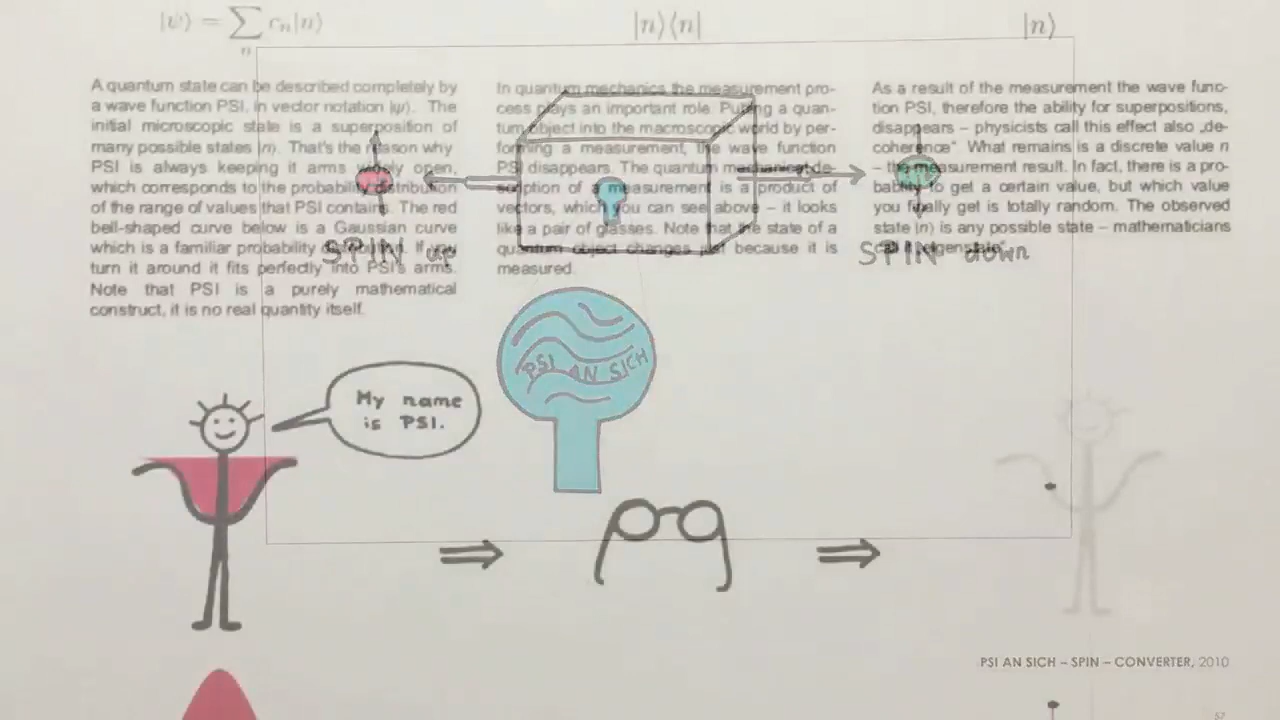 |ψ⟩ = ∑ cₙ|n⟩
n
|n⟩⟨n|
|n⟩
A quantum state can be described completely by
a wave function PSI, in vector notation |ψ⟩. The
initial microscopic state is a superposition of
many possible states |n⟩. That's the reason why
PSI is always keeping it arms widely open,
which corresponds to the probability distribution
of the range of values that PSI contains. The red
bell-shaped curve below is a Gaussian curve
which is a familiar probability If you
turn it around it fits perfectly into PSI's arms.
Note that PSI is a purely mathematical
construct, it is no real quantity itself.
In quantum mechanics the measurement pro-
cess plays an important role. Putting a quan-
tum object into the macroscopic world by per-
forming a measurement, the wave function
PSI disappears. The quantum mechanical de-
scription of a measurement is a product of
vectors, which you can see above – it looks
like a pair of glasses. Note that the state of a
quantum object changes just because it is
measured.
As a result of the measurement the wave func-
tion PSI, therefore the ability for superpositions,
disappears – physicists call this effect also „de-
coherence". What remains is a discrete value n
– the measurement result. In fact, there is a pro-
bability to get a certain value, but which value
you finally get is totally random. The observed
state |n⟩ is any possible state – mathematicians
"eigenstate".
SPIN up
SPIN down
PSI AN SICH
My name
is PSI.
PSI AN SICH – SPIN – CONVERTER, 2010
57